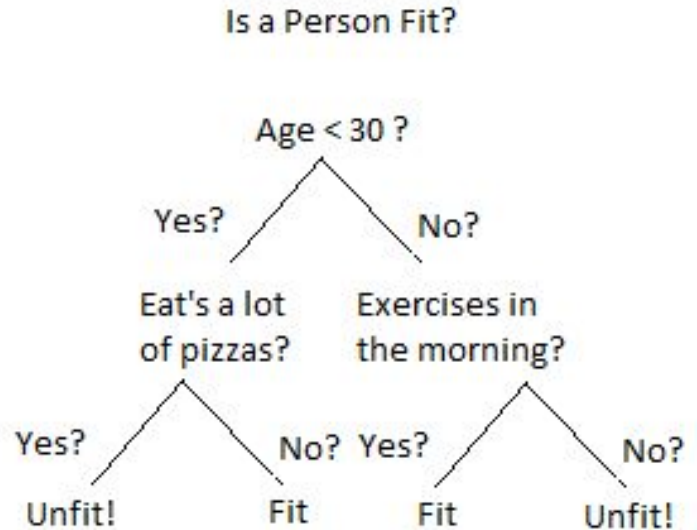 Is a Person Fit?
Age < 30 ?
Yes?
No?
Eat's a lot
of pizzas?
Exercises in
the morning?
Yes?
No?
Yes?
No?
Unfit!
Fit
Fit
Unfit!